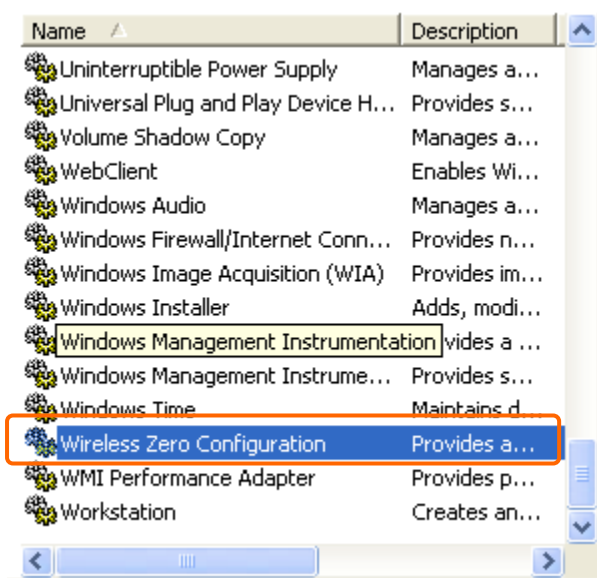 Name Description
Uninterruptible Power Supply Manages a...
Universal Plug and Play Device H... Provides s...
Volume Shadow Copy Manages a...
WebClient Enables Wi...
Windows Audio Manages a...
Windows Firewall/Internet Conn... Provides n...
Windows Image Acquisition (WIA) Provides im...
Windows Installer Adds, modi...
Windows Management Instrumentation vides a ...
Windows Management Instrume... Provides s...
Windows Time Maintains d...
Wireless Zero Configuration Provides a...
WMI Performance Adapter Provides p...
Workstation Creates an...